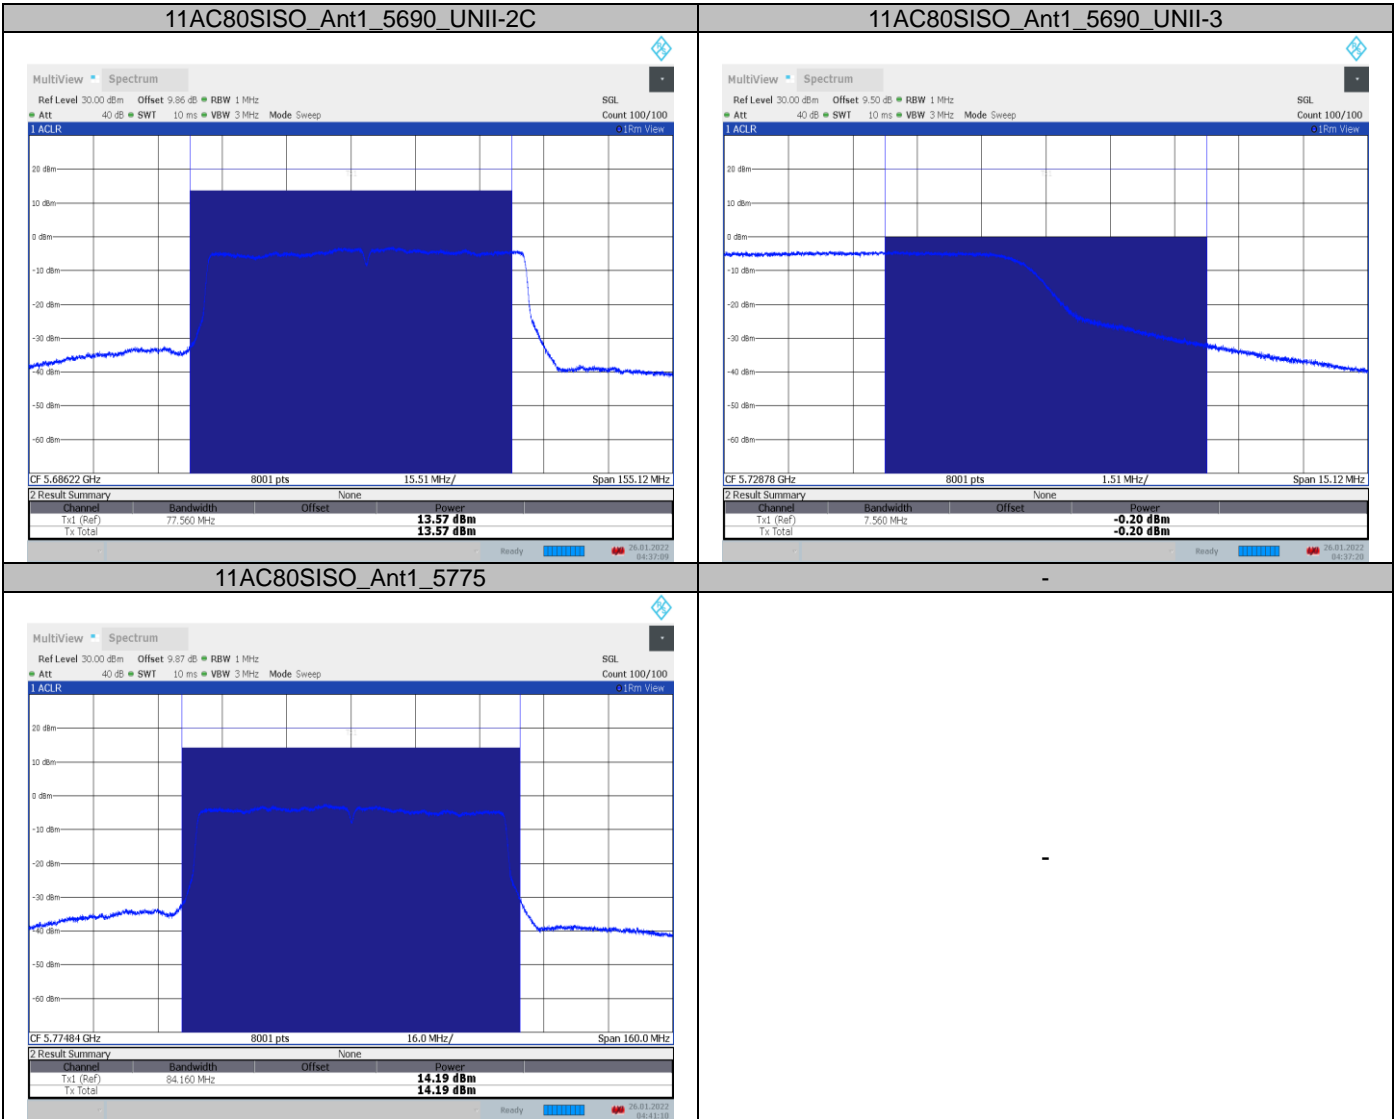 11AC80SISO_Ant1_5690_UNII-2C
MultiView Spectrum
Ref Level 30.00 dBm Offset 9.86 dB RBW 1 MHz SGL
Att 40 dB SWT 10 ms VBW 3 MHz Mode Sweep Count 100/100
1 ACLR 1Rm View
20 dBm
10 dBm
0 dBm
-10 dBm
-20 dBm
-30 dBm
-40 dBm
-50 dBm
-60 dBm
CF 5.68622 GHz 8001 pts 15.51 MHz/ Span 155.12 MHz
2 Result Summary None
Channel Bandwidth Offset Power
Tx1 (Ref) 77.560 MHz 13.57 dBm
Tx Total 13.57 dBm
Ready 26.01.2022
04:37:09
11AC80SISO_Ant1_5690_UNII-3
MultiView Spectrum
Ref Level 30.00 dBm Offset 9.50 dB RBW 1 MHz SGL
Att 40 dB SWT 10 ms VBW 3 MHz Mode Sweep Count 100/100
1 ACLR 1Rm View
20 dBm
10 dBm
0 dBm
-10 dBm
-20 dBm
-30 dBm
-40 dBm
-50 dBm
-60 dBm
CF 5.72878 GHz 8001 pts 1.51 MHz/ Span 15.12 MHz
2 Result Summary None
Channel Bandwidth Offset Power
Tx1 (Ref) 7.560 MHz -0.20 dBm
Tx Total -0.20 dBm
Ready 26.01.2022
04:37:20
11AC80SISO_Ant1_5775
MultiView Spectrum
Ref Level 30.00 dBm Offset 9.87 dB RBW 1 MHz SGL
Att 40 dB SWT 10 ms VBW 3 MHz Mode Sweep Count 100/100
1 ACLR 1Rm View
20 dBm
10 dBm
0 dBm
-10 dBm
-20 dBm
-30 dBm
-40 dBm
-50 dBm
-60 dBm
CF 5.77484 GHz 8001 pts 16.0 MHz/ Span 160.0 MHz
2 Result Summary None
Channel Bandwidth Offset Power
Tx1 (Ref) 84.160 MHz 14.19 dBm
Tx Total 14.19 dBm
Ready 26.01.2022
04:41:10
-
-